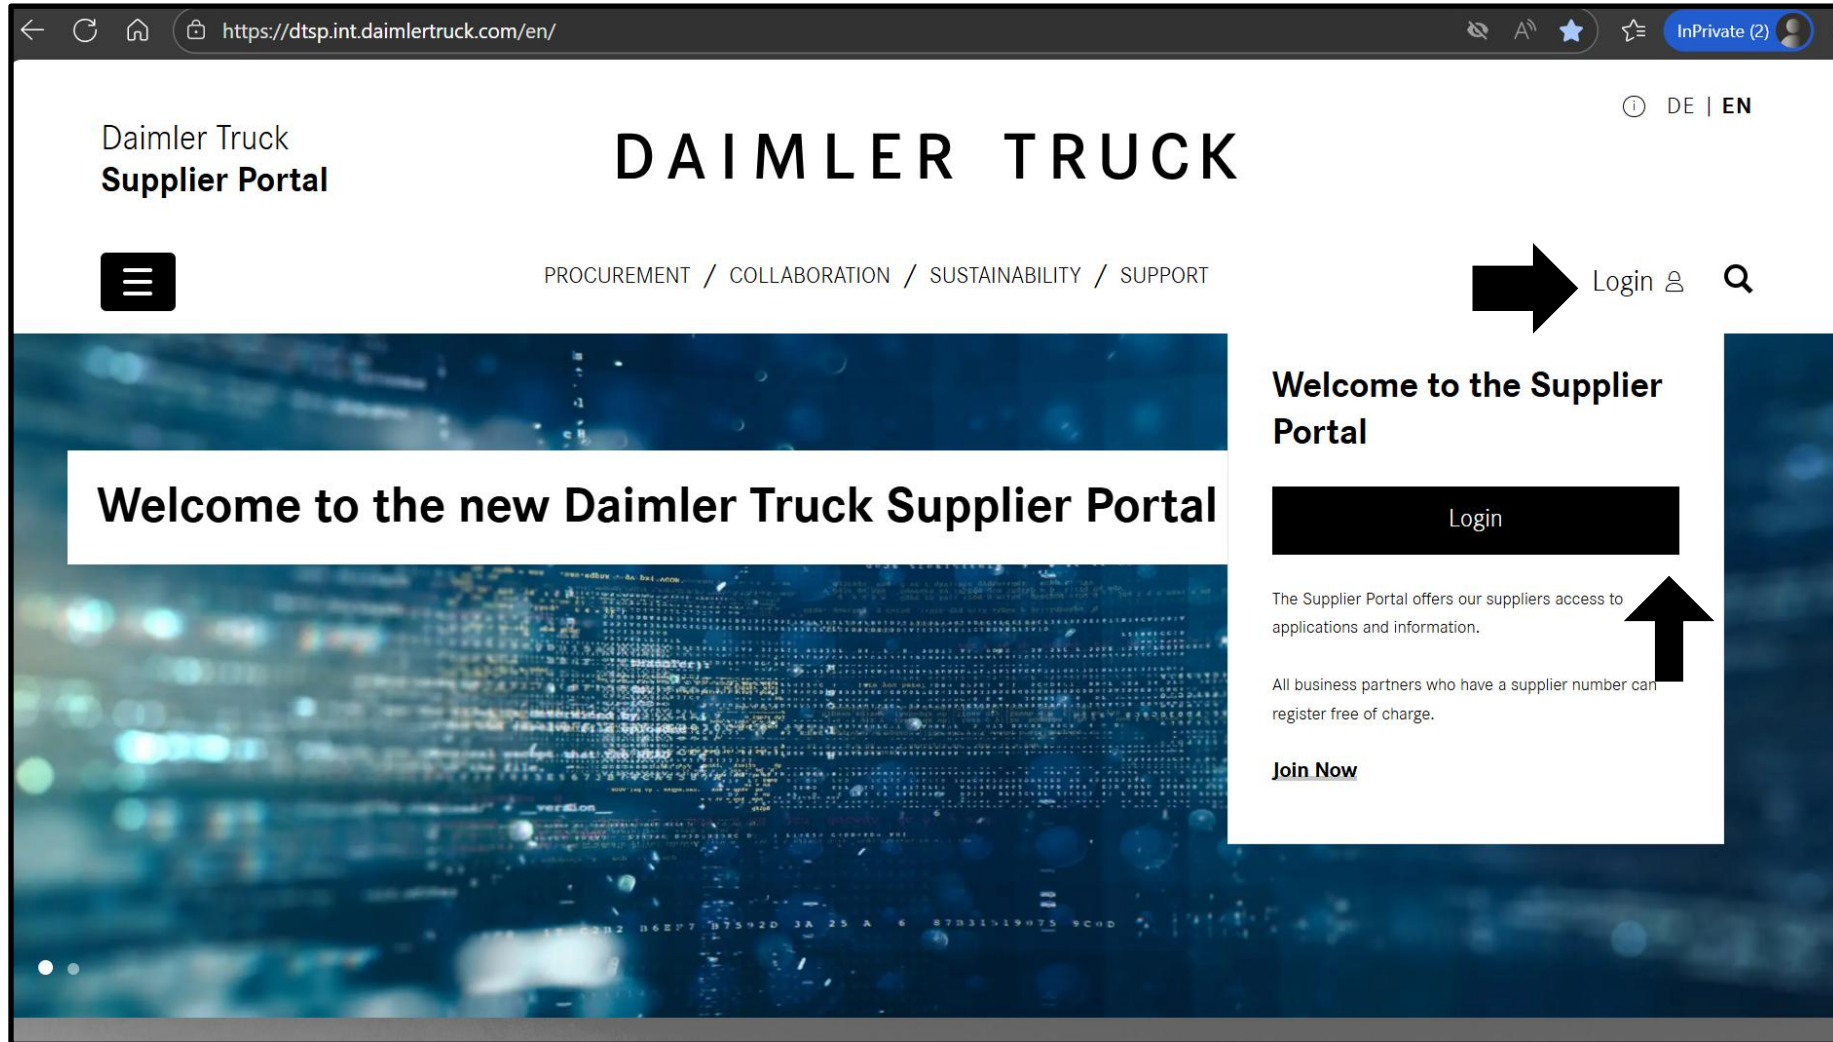 https://dtsp.int.daimlertruck.com/en/
InPrivate (2)
DE | EN
Daimler Truck
Supplier Portal
DAIMLER TRUCK
PROCUREMENT / COLLABORATION / SUSTAINABILITY / SUPPORT
Login
Welcome to the new Daimler Truck Supplier Portal
Welcome to the Supplier
Portal
Login
The Supplier Portal offers our suppliers access to
applications and information.
All business partners who have a supplier number can
register free of charge.
Join Now